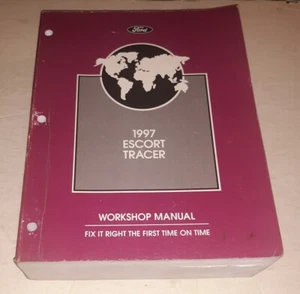 Ford
1997
ESCORT
TRACER
WORKSHOP MANUAL
FIX IT RIGHT THE FIRST TIME ON TIME